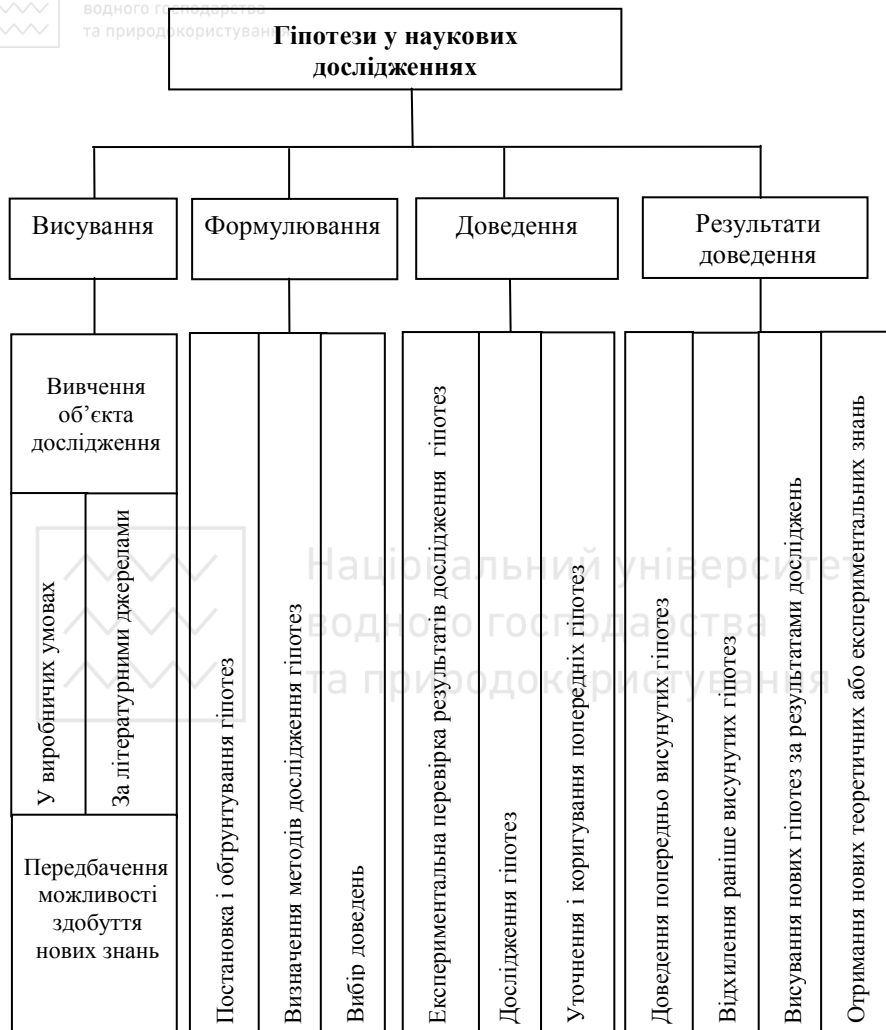 водного господарства
та природокористування
Гіпотези у наукових
дослідженнях
Висування
Формулювання
Доведення
Результати
доведення
Вивчення
об’єкта
дослідження
У виробничих умовах
За літературними джерелами
Передбачення
можливості
здобуття
нових знань
Постановка і обґрунтування гіпотез
Визначення методів дослідження гіпотез
Вибір доведень
Експериментальна перевірка результатів дослідження гіпотез
Дослідження гіпотез
Уточнення і коригування попередніх гіпотез
Доведення попередньо висунутих гіпотез
Відхилення раніше висунутих гіпотез
Висування нових гіпотез за результатами досліджень
Отримання нових теоретичних або експериментальних знань
Національний університет
водного господарства
та природокористування